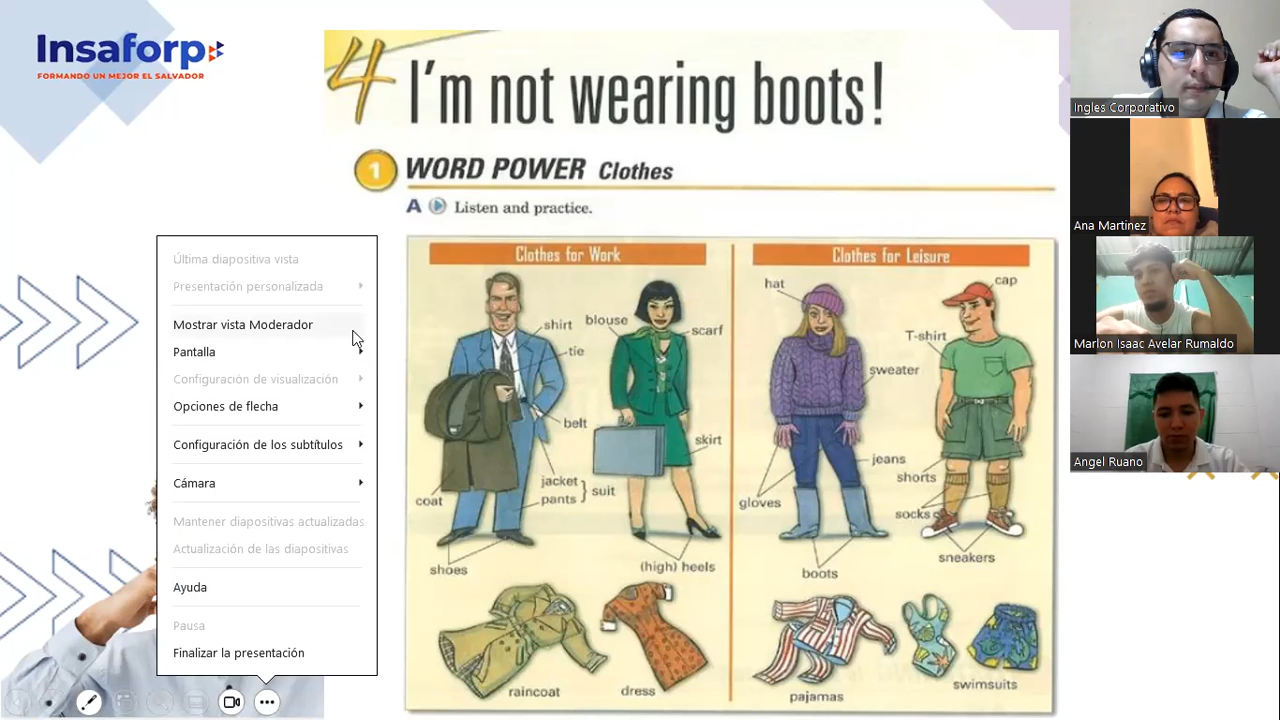 Insaforp
FORMANDO UN MEJOR EL SALVADOR
4 I'm not wearing boots!
1 WORD POWER Clothes
A Listen and practice.
Clothes for Work
shirt
blouse
scarf
tie
belt
skirt
jacket
pants
suit
coat
shoes
(high) heels
raincoat
dress
Clothes for Leisure
hat
cap
T-shirt
sweater
jeans
shorts
gloves
socks
sneakers
boots
pajamas
swimsuits
Última diapositiva vista
Presentación personalizada
Mostrar vista Moderador
Pantalla
Configuración de visualización
Opciones de flecha
Configuración de los subtítulos
Cámara
Mantener diapositivas actualizadas
Actualización de las diapositivas
Ayuda
Pausa
Finalizar la presentación
Ingles Corporativo
Ana Martinez
Marlon Isaac Avelar Rumaldo
Angel Ruano